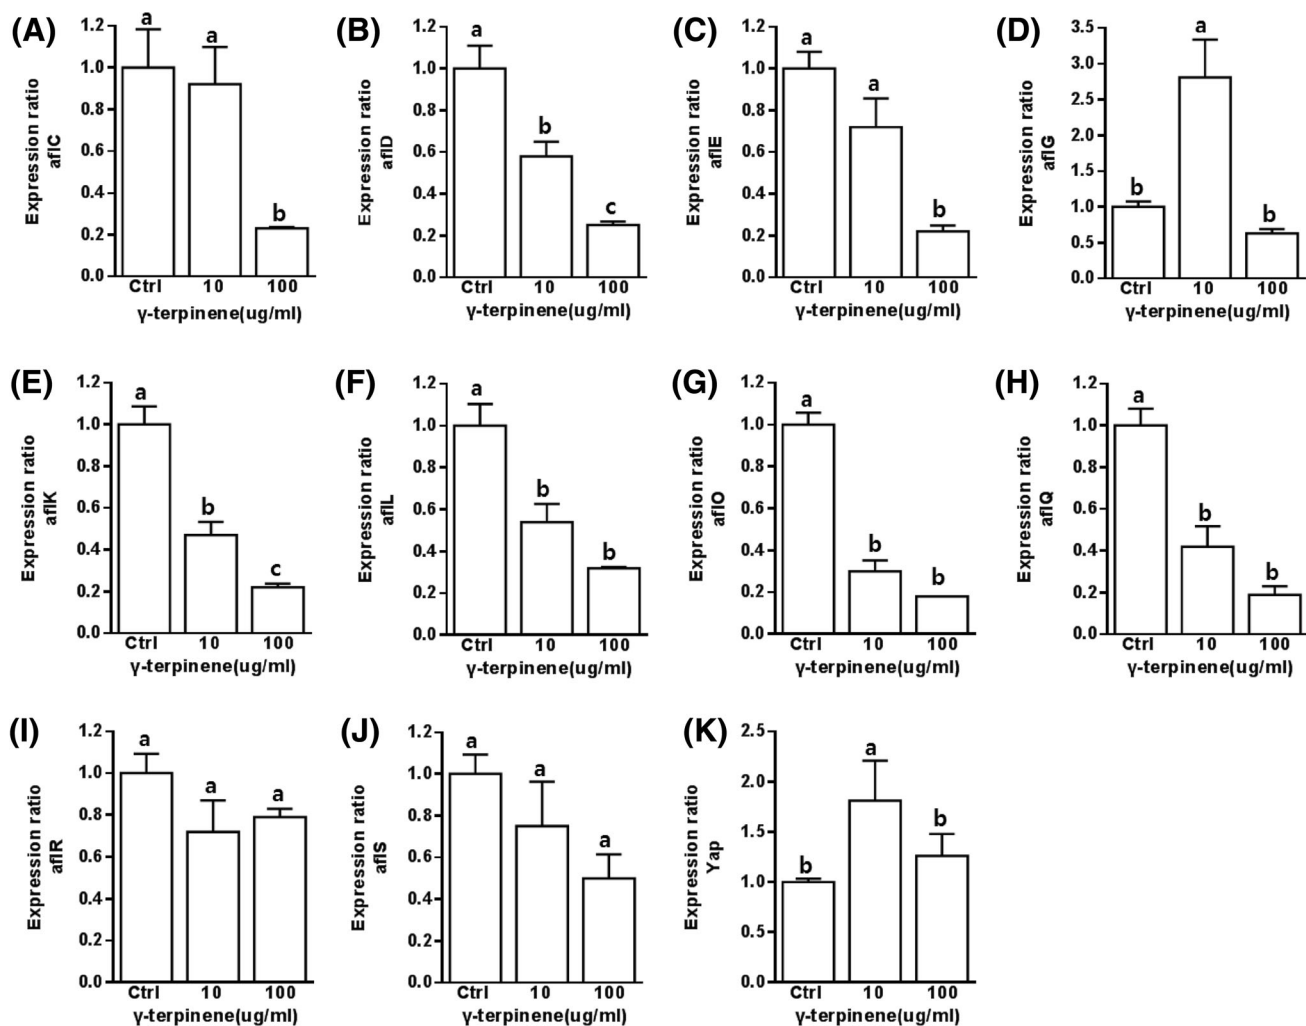 (A)
Expression ratio
aflC
1.2
1.0
0.8
0.6
0.4
0.2
0.0
a
a
b
Ctrl 10 100
γ-terpinene(ug/ml)
(B)
Expression ratio
aflD
1.2
1.0
0.8
0.6
0.4
0.2
0.0
a
b
c
Ctrl 10 100
γ-terpinene(ug/ml)
(C)
Expression ratio
aflE
1.2
1.0
0.8
0.6
0.4
0.2
0.0
a
a
b
Ctrl 10 100
γ-terpinene(ug/ml)
(D)
Expression ratio
aflG
3.5
3.0
2.5
2.0
1.5
1.0
0.5
0.0
b
a
b
Ctrl 10 100
γ-terpinene(ug/ml)
(E)
Expression ratio
aflK
1.2
1.0
0.8
0.6
0.4
0.2
0.0
a
b
c
Ctrl 10 100
γ-terpinene(ug/ml)
(F)
Expression ratio
aflL
1.2
1.0
0.8
0.6
0.4
0.2
0.0
a
b
b
Ctrl 10 100
γ-terpinene(ug/ml)
(G)
Expression ratio
aflO
1.2
1.0
0.8
0.6
0.4
0.2
0.0
a
b
b
Ctrl 10 100
γ-terpinene(ug/ml)
(H)
Expression ratio
aflQ
1.2
1.0
0.8
0.6
0.4
0.2
0.0
a
b
b
Ctrl 10 100
γ-terpinene(ug/ml)
(I)
Expression ratio
aflR
1.2
1.0
0.8
0.6
0.4
0.2
0.0
a
a
a
Ctrl 10 100
γ-terpinene(ug/ml)
(J)
Expression ratio
aflS
1.2
1.0
0.8
0.6
0.4
0.2
0.0
a
a
a
Ctrl 10 100
γ-terpinene(ug/ml)
(K)
Expression ratio
Yap
2.5
2.0
1.5
1.0
0.5
0.0
b
a
b
Ctrl 10 100
γ-terpinene(ug/ml)